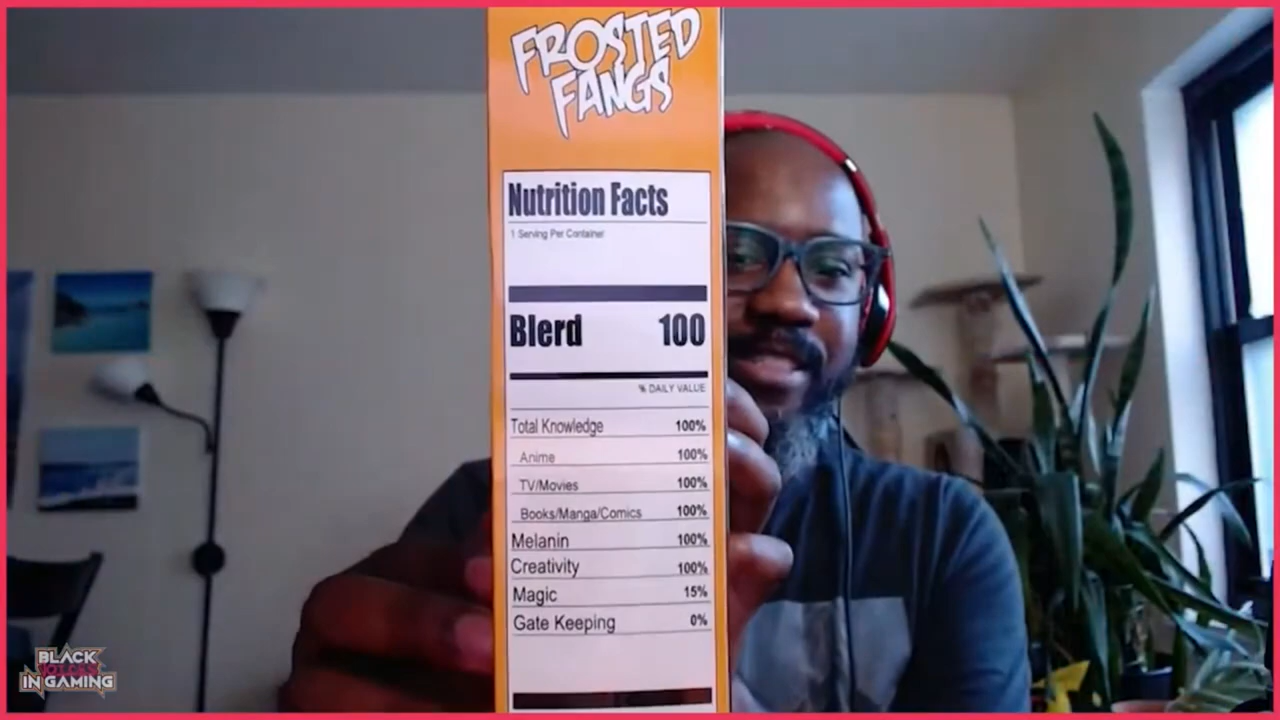 FROSTED
FANGS
Nutrition Facts
1 Serving Per Container
Blerd 100
% DAILY VALUE
Total Knowledge 100%
Anime 100%
TV/Movies 100%
Books/Manga/Comics 100%
Melanin 100%
Creativity 100%
Magic 15%
Gate Keeping 0%
BLACK
VOICES
IN GAMING